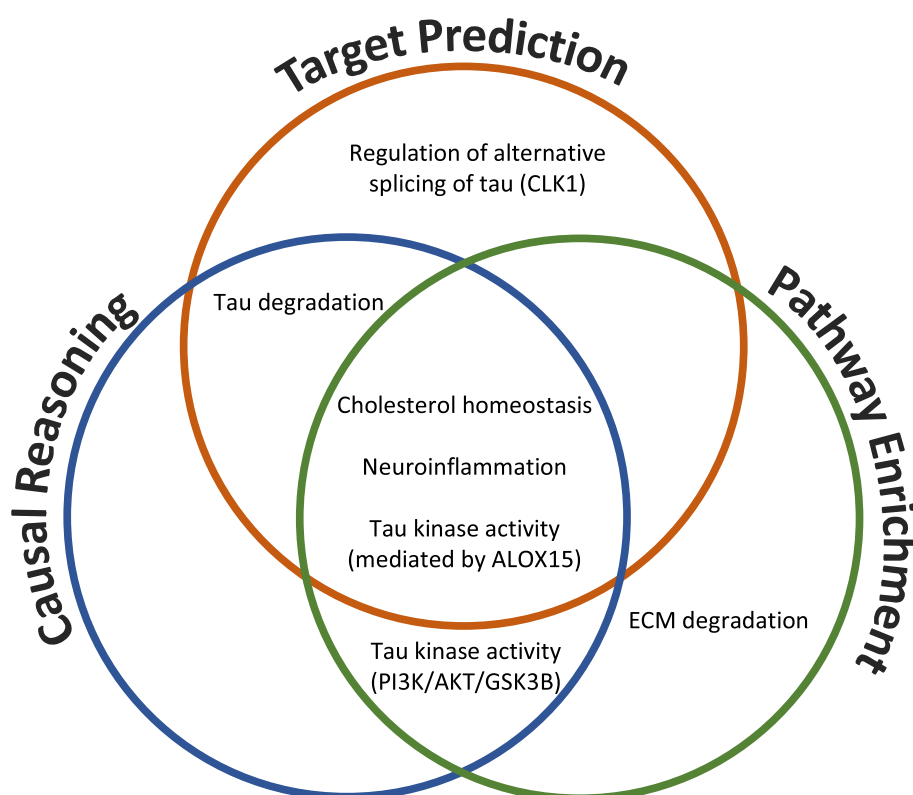 Target Prediction
Regulation of alternative
splicing of tau (CLK1)
Causal Reasoning
Pathway Enrichment
Tau degradation
Cholesterol homeostasis
Neuroinflammation
Tau kinase activity
(mediated by ALOX15)
ECM degradation
Tau kinase activity
(PI3K/AKT/GSK3B)